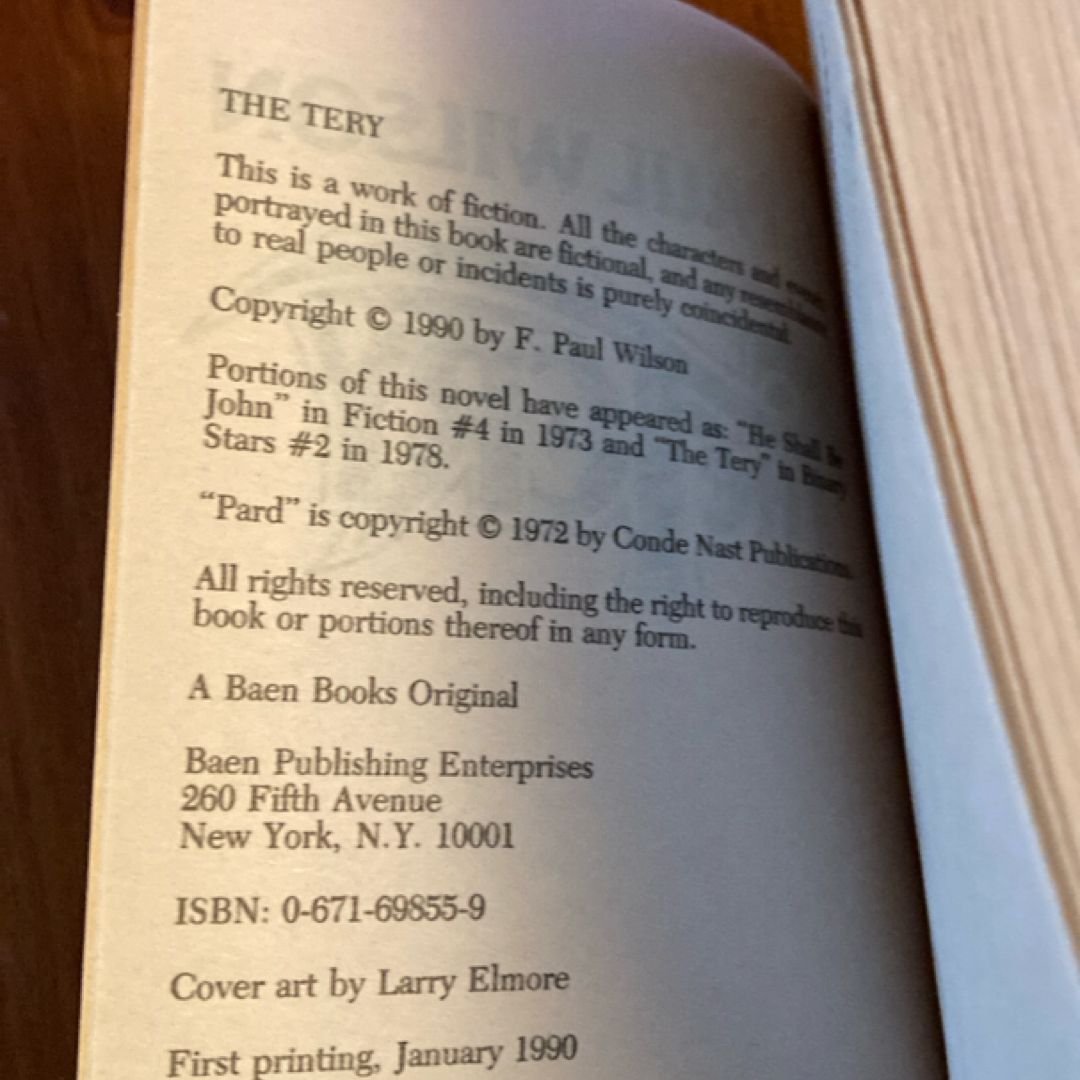 THE TERY
This is a work of fiction. All the characters and events
portrayed in this book are fictional, and any resemblance
to real people or incidents is purely coincidental.
Copyright © 1990 by F. Paul Wilson
Portions of this novel have appeared as: "He Shall Be
John" in Fiction #4 in 1973 and "The Tery" in Binary
Stars #2 in 1978.
"Pard" is copyright © 1972 by Conde Nast Publications.
All rights reserved, including the right to reproduce this
book or portions thereof in any form.
A Baen Books Original
Baen Publishing Enterprises
260 Fifth Avenue
New York, N.Y. 10001
ISBN: 0-671-69855-9
Cover art by Larry Elmore
First printing, January 1990